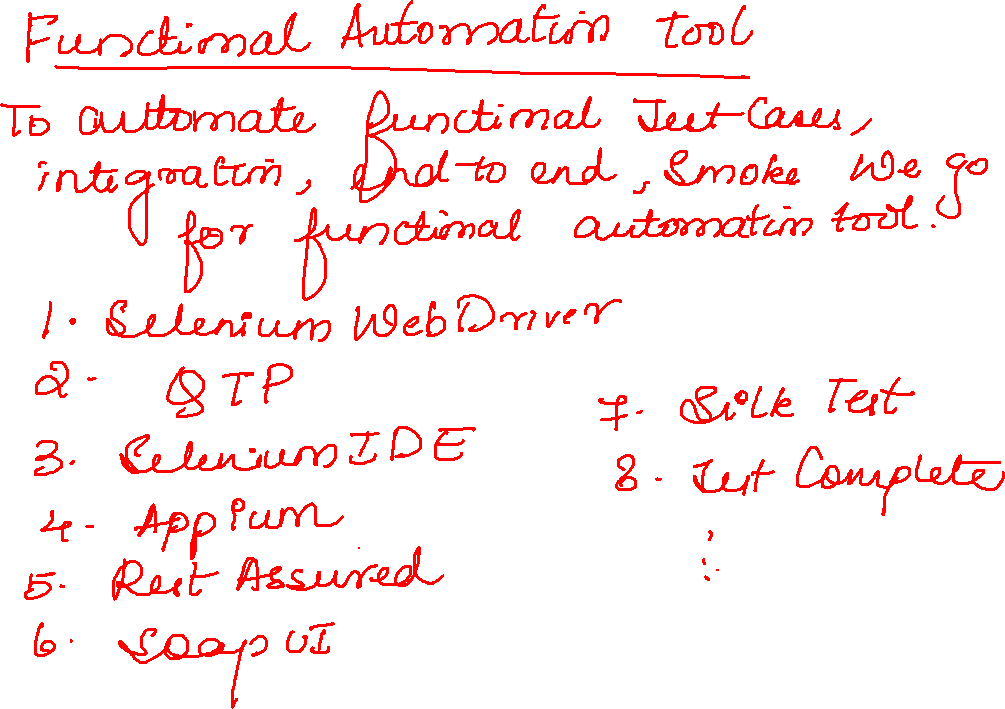 Functional Automation tool
To automate functional Test Cases,
integration, end to end, Smoke We go
for functional automation tool.
1. Selenium WebDriver
2. QTP
3. Selenium IDE
4. Appium
5. Rest Assured
6. Soap UI
7. Silk Test
8. Test Complete